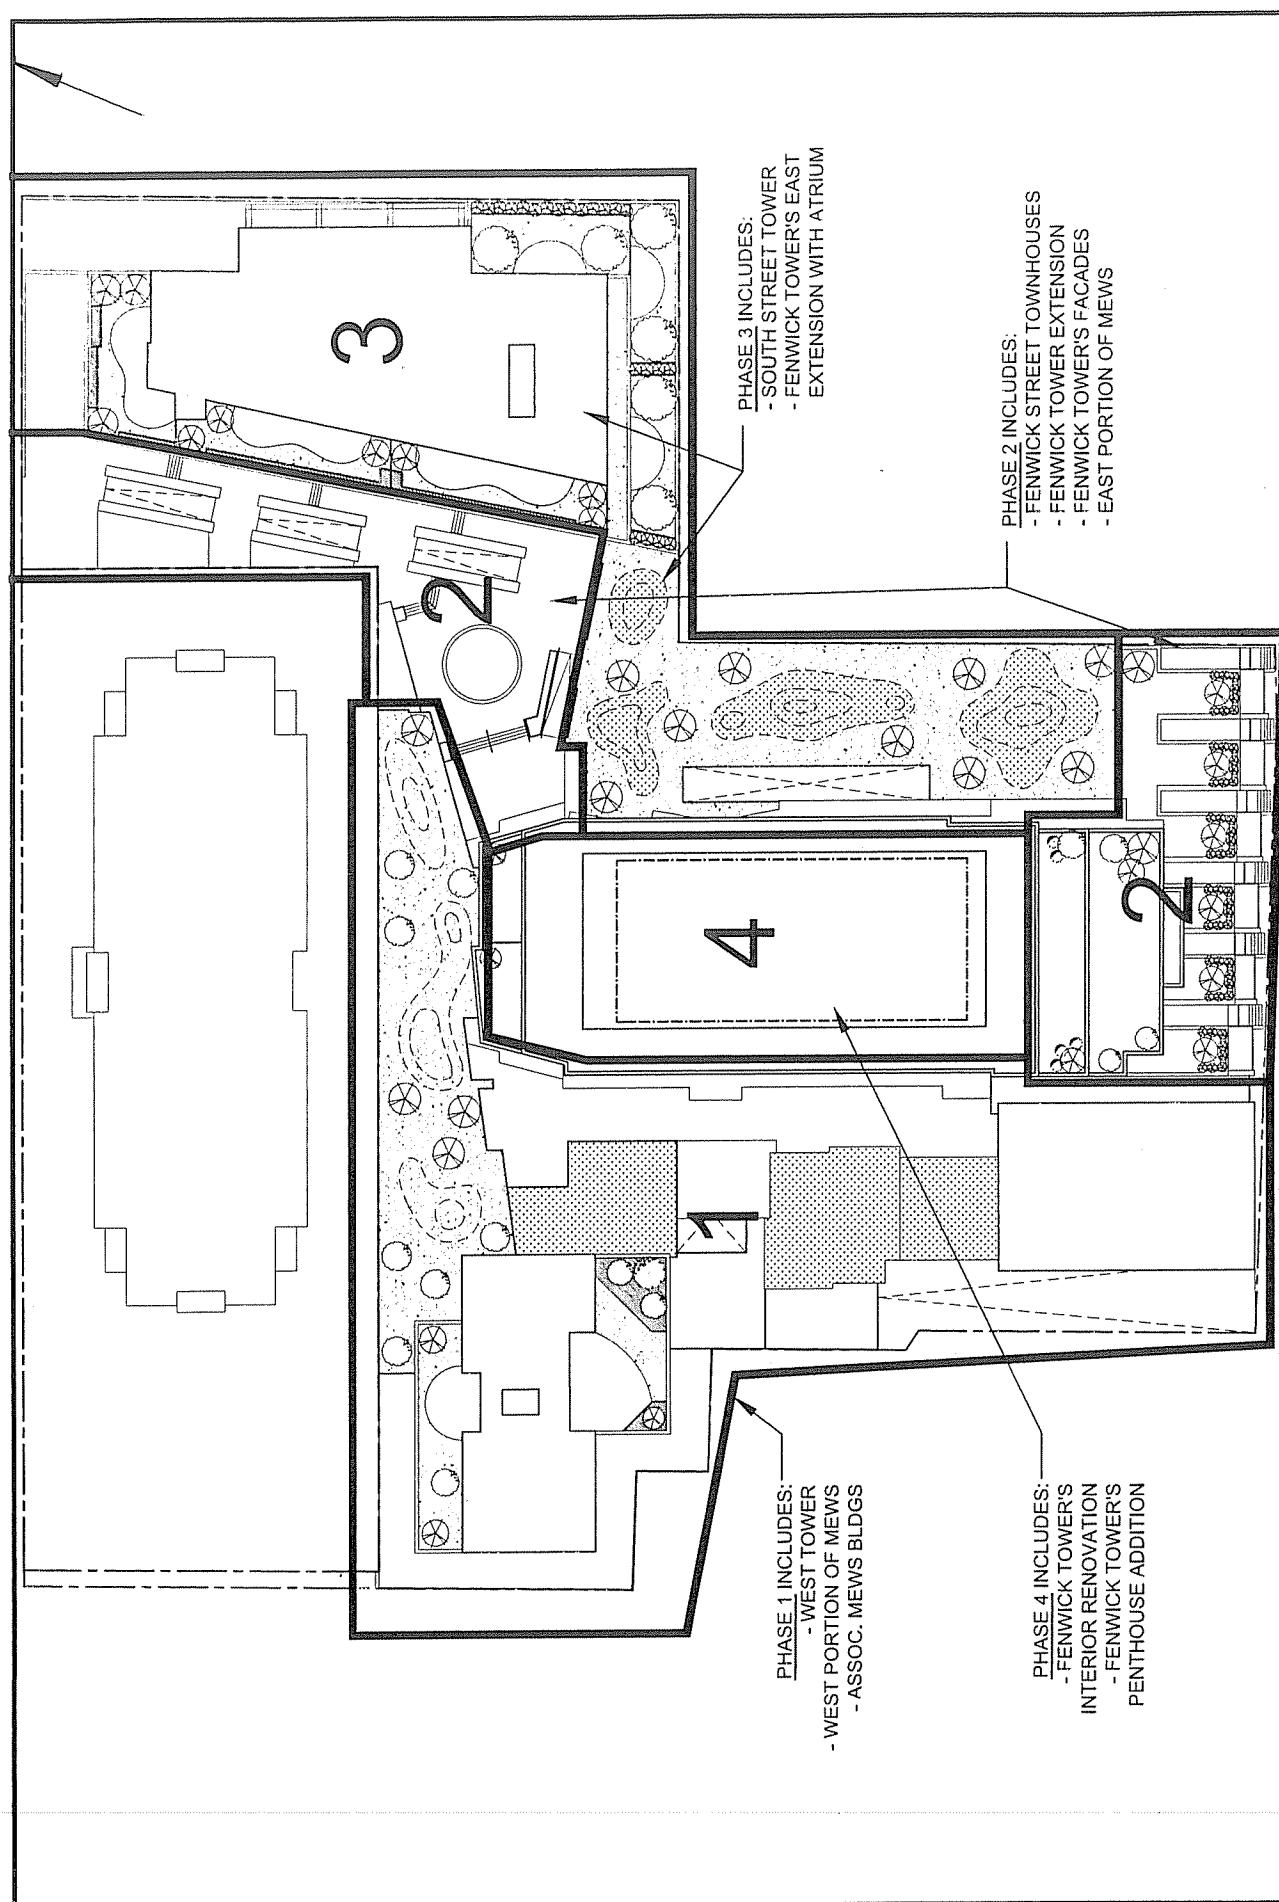 3
PHASE 3 INCLUDES:
- SOUTH STREET TOWER
- FENWICK TOWER'S EAST
EXTENSION WITH ATRIUM
2
PHASE 2 INCLUDES:
- FENWICK STREET TOWNHOUSES
- FENWICK TOWER EXTENSION
- FENWICK TOWER'S FACADES
- EAST PORTION OF MEWS
4
2
1
PHASE 1 INCLUDES:
- WEST TOWER
- WEST PORTION OF MEWS
- ASSOC. MEWS BLDGS
PHASE 4 INCLUDES:
- FENWICK TOWER'S
INTERIOR RENOVATION
- FENWICK TOWER'S
PENTHOUSE ADDITION